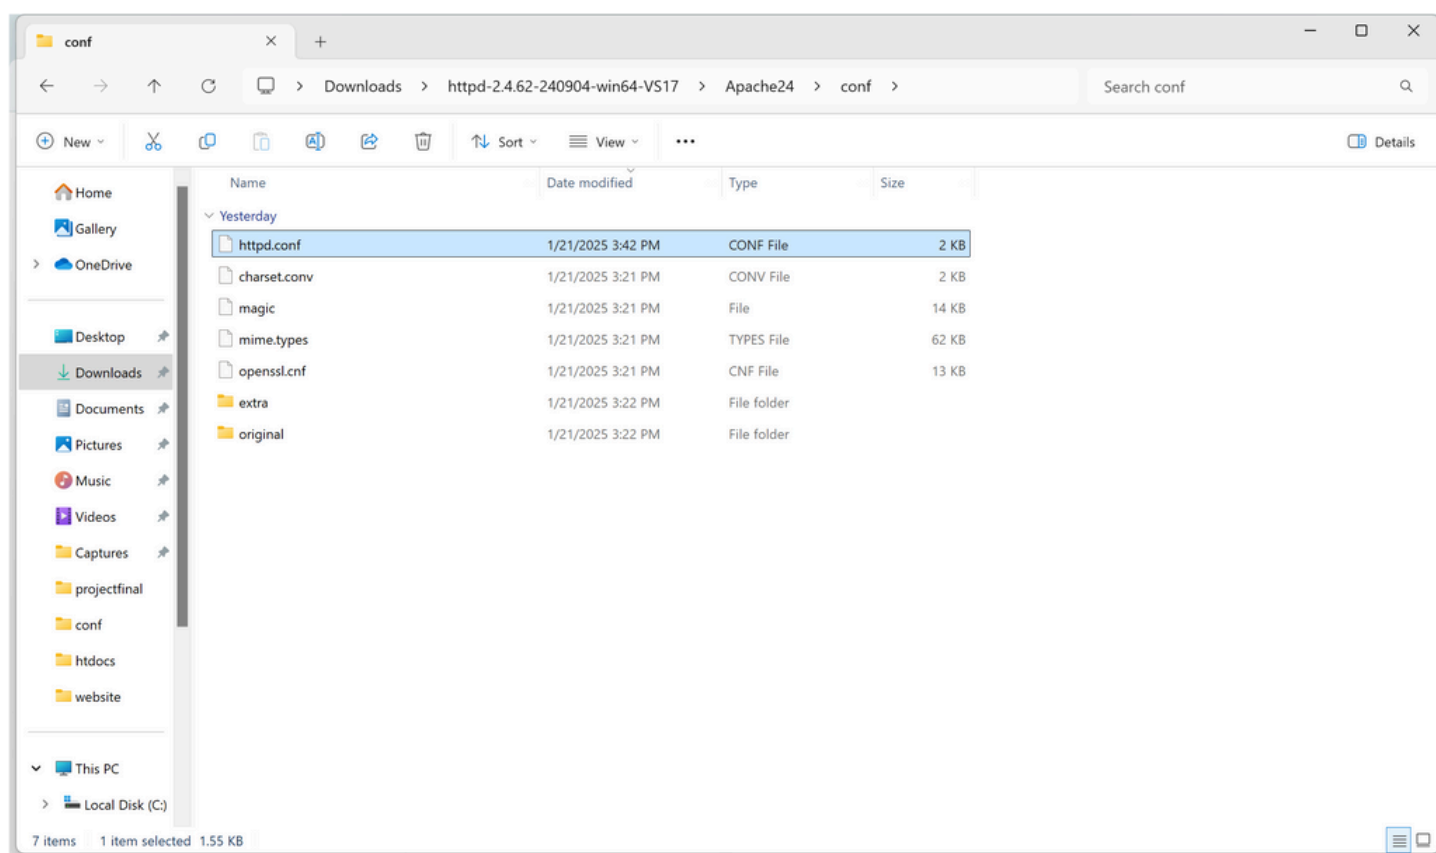 conf
Downloads > httpd-2.4.62-240904-win64-VS17 > Apache24 > conf >
Search conf
New
Sort
View
Details
Name Date modified Type Size
Yesterday
httpd.conf 1/21/2025 3:42 PM CONF File 2 KB
charset.conv 1/21/2025 3:21 PM CONV File 2 KB
magic 1/21/2025 3:21 PM File 14 KB
mime.types 1/21/2025 3:21 PM TYPES File 62 KB
openssl.cnf 1/21/2025 3:21 PM CNF File 13 KB
extra 1/21/2025 3:22 PM File folder
original 1/21/2025 3:22 PM File folder
Home
Gallery
OneDrive
Desktop
Downloads
Documents
Pictures
Music
Videos
Captures
projectfinal
conf
htdocs
website
This PC
Local Disk (C:)
7 items 1 item selected 1.55 KB